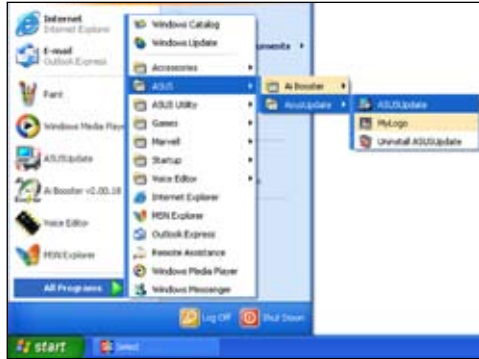 Internet
Internet Explorer
E-mail
Outlook Express
Paint
Windows Media Player
ASUSUpdate
Ai Booster v2.00.18
Voice Editor
MSN Explorer
All Programs
Windows Catalog
Windows Update
Accessories
ASUS
ASUS Utility
Games
Marvell
Startup
Voice Editor
Internet Explorer
MSN Explorer
Outlook Express
Remote Assistance
Windows Media Player
Windows Messenger
Ai Booster
AsusUpdate
ASUSUpdate
MyLogo
Uninstall ASUSUpdate
Log Off
Shut Down
start